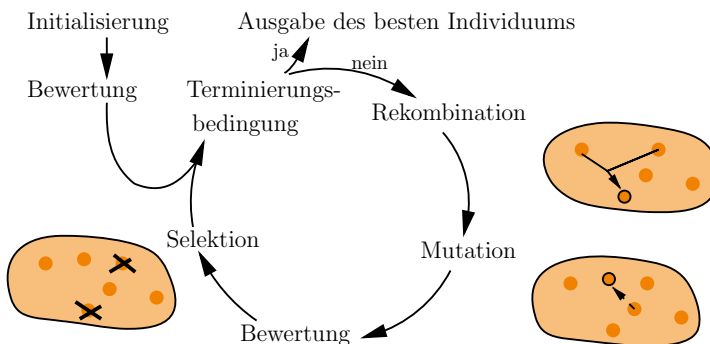 Initialisierung
Ausgabe des besten Individuums
ja
nein
Bewertung
Terminierungs-
bedingung
Rekombination
Selektion
Mutation
Bewertung